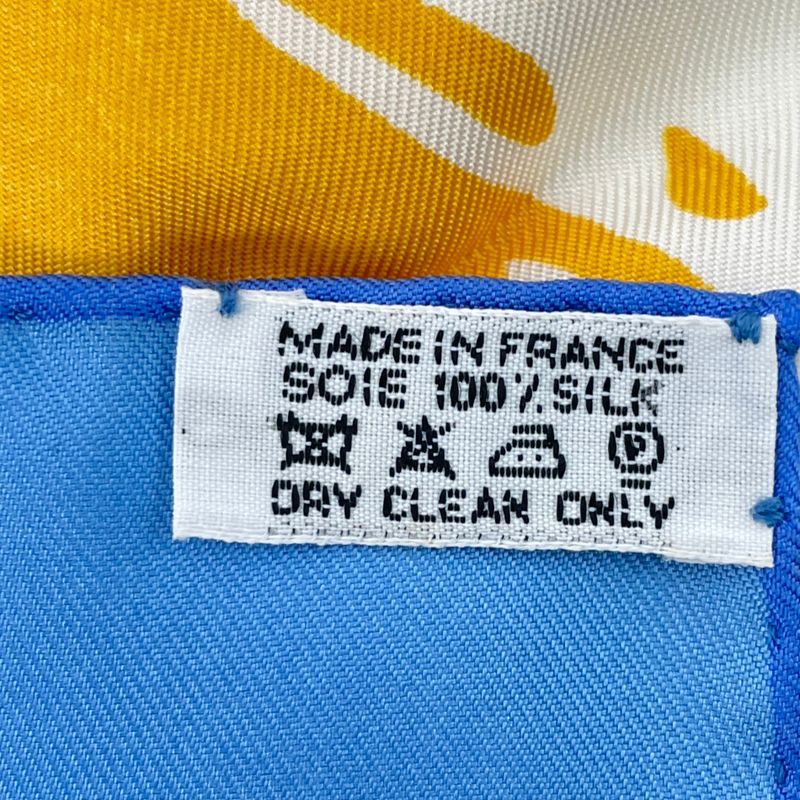 MADE IN FRANCE
SOIE 100% SILK
P
DRY CLEAN ONLY